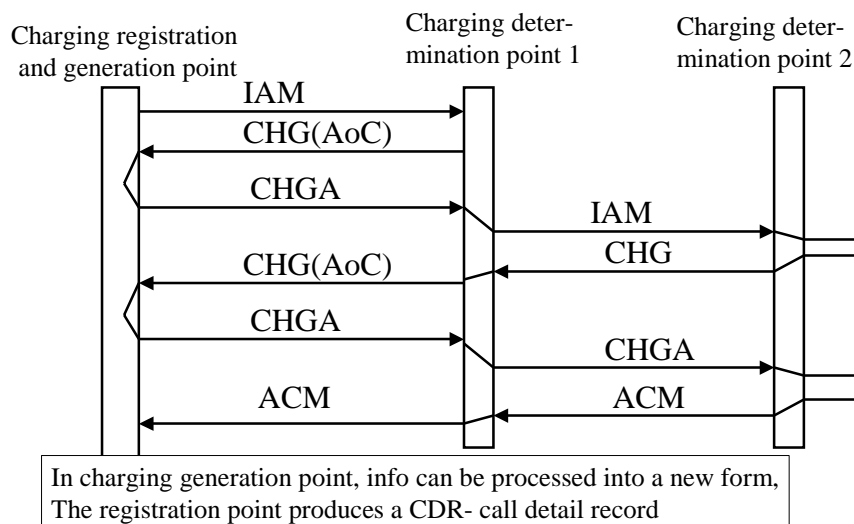 Charging registration
and generation point
Charging deter-
mination point 1
Charging deter-
mination point 2
IAM
CHG(AoC)
CHGA
IAM
CHG
CHG(AoC)
CHGA
CHGA
ACM
ACM
In charging generation point, info can be processed into a new form,
The registration point produces a CDR- call detail record